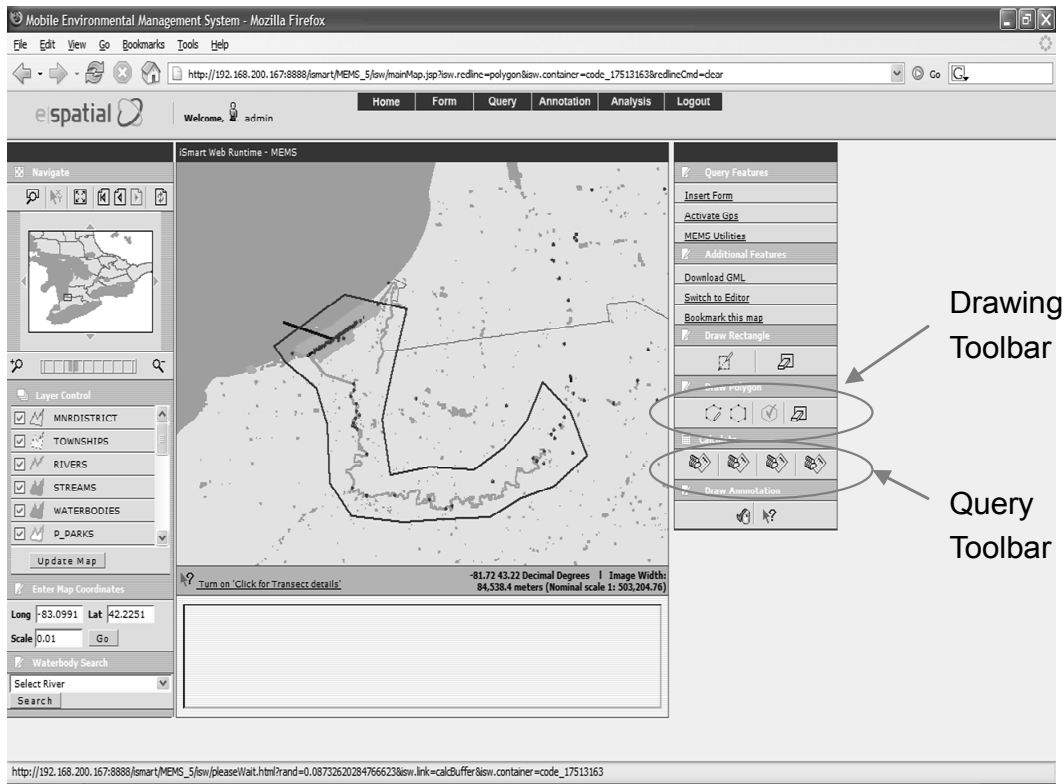 Mobile Environmental Management System - Mozilla Firefox
File Edit View Go Bookmarks Tools Help
http://192.168.200.167:8888/ismart/MEMS_5/isw/mainMap.jsp?isw.redline=polygon&isw.container=code_17513163&redlineCmd=clear
Go G
e|spatial
Welcome, admin
Home Form Query Annotation Analysis Logout
iSmart Web Runtime - MEMS
Navigate
Layer Control
MNRDISTRICT
TOWNSHIPS
RIVERS
STREAMS
WATERBODIES
P_PARKS
Update Map
Enter Map Coordinates
Long -83.0991 Lat 42.2251
Scale 0.01 Go
Waterbody Search
Select River
Search
Turn on 'Click for Transect details'
-81.72 43.22 Decimal Degrees | Image Width:
84,538.4 meters (Nominal scale 1: 503,204.76)
Query Features
Insert Form
Activate Gps
MEMS Utilities
Additional Features
Download GML
Switch to Editor
Bookmark this map
Draw Rectangle
Draw Polygon
Calculate
Draw Annotation
Drawing
Toolbar
Query
Toolbar
http://192.168.200.167:8888/ismart/MEMS_5/isw/pleaseWait.html?rand=0.08732620284766623&isw.link=calcBuffer&isw.container=code_17513163